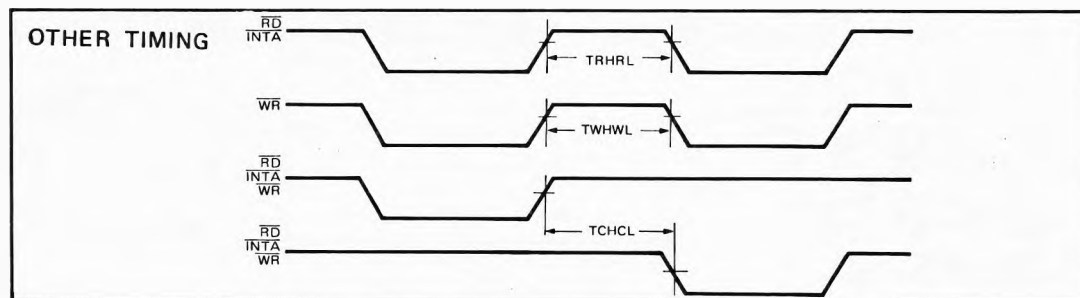 OTHER TIMING
RD
INTA
TRHRL
WR
TWHWL
RD
INTA
WR
TCHCL
RD
INTA
WR